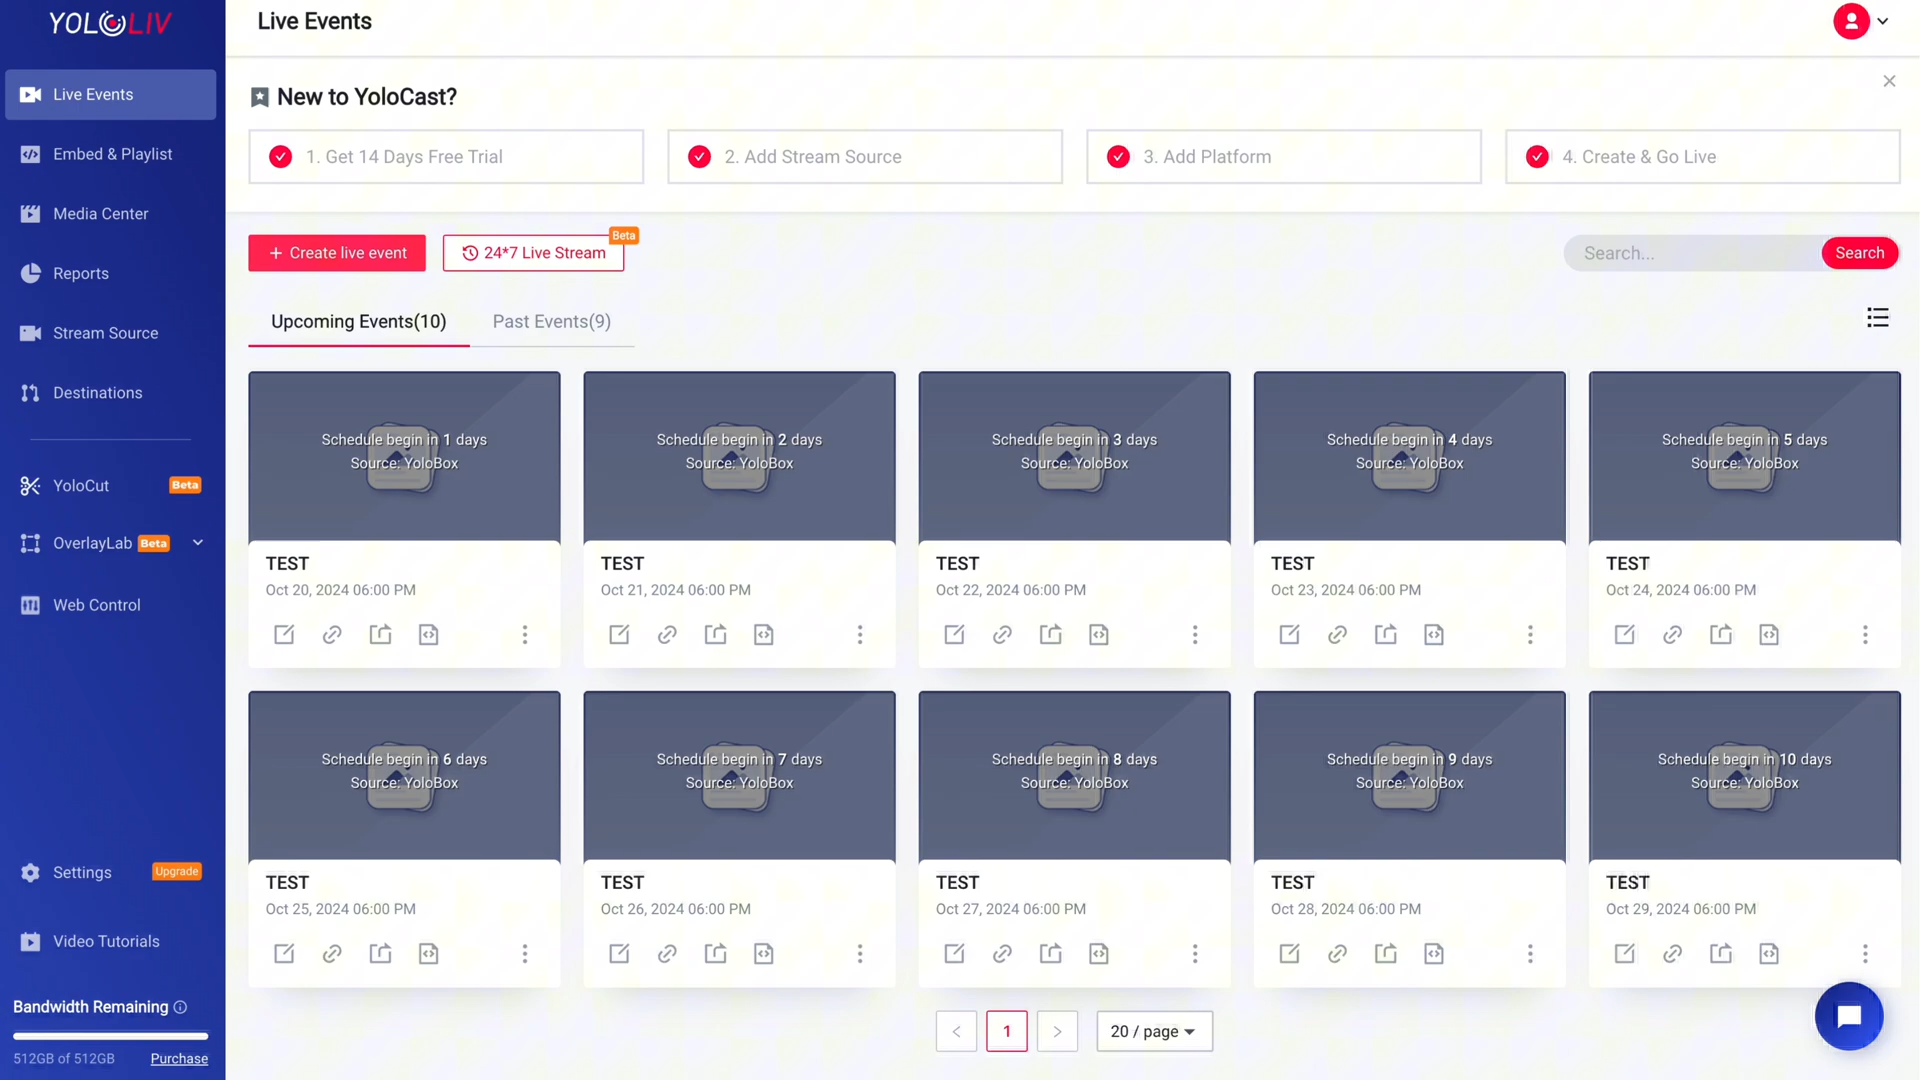 YOLOLIV
Live Events
Embed & Playlist
Media Center
Reports
Stream Source
Destinations
YoloCut Beta
OverlayLab Beta
Web Control
Settings Upgrade
Video Tutorials
Bandwidth Remaining
512GB of 512GB Purchase
Live Events
New to YoloCast?
1. Get 14 Days Free Trial
2. Add Stream Source
3. Add Platform
4. Create & Go Live
+ Create live event
24*7 Live Stream
Beta
Search...
Search
Upcoming Events(10)
Past Events(9)
Schedule begin in 1 days
Source: YoloBox
TEST
Oct 20, 2024 06:00 PM
Schedule begin in 2 days
Source: YoloBox
TEST
Oct 21, 2024 06:00 PM
Schedule begin in 3 days
Source: YoloBox
TEST
Oct 22, 2024 06:00 PM
Schedule begin in 4 days
Source: YoloBox
TEST
Oct 23, 2024 06:00 PM
Schedule begin in 5 days
Source: YoloBox
TEST
Oct 24, 2024 06:00 PM
Schedule begin in 6 days
Source: YoloBox
TEST
Oct 25, 2024 06:00 PM
Schedule begin in 7 days
Source: YoloBox
TEST
Oct 26, 2024 06:00 PM
Schedule begin in 8 days
Source: YoloBox
TEST
Oct 27, 2024 06:00 PM
Schedule begin in 9 days
Source: YoloBox
TEST
Oct 28, 2024 06:00 PM
Schedule begin in 10 days
Source: YoloBox
TEST
Oct 29, 2024 06:00 PM
< 1 > 20 / page